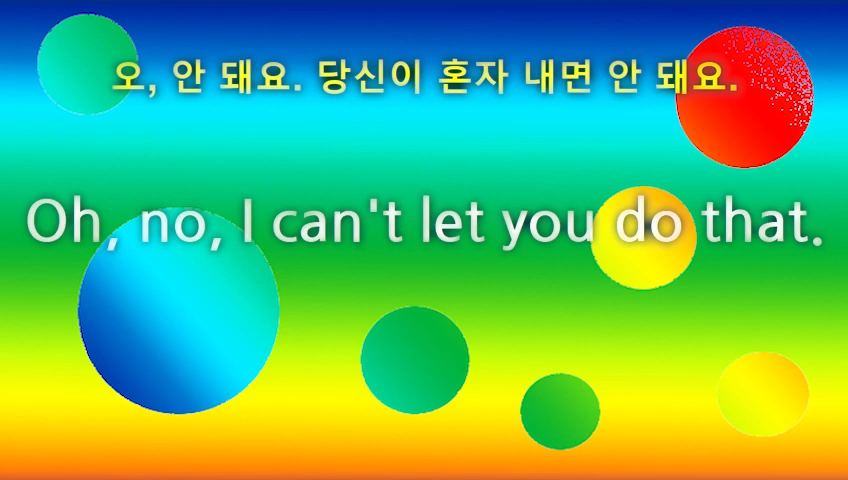 오, 안 돼요. 당신이 혼자 내면 안 돼요.
Oh, no, I can't let you do that.